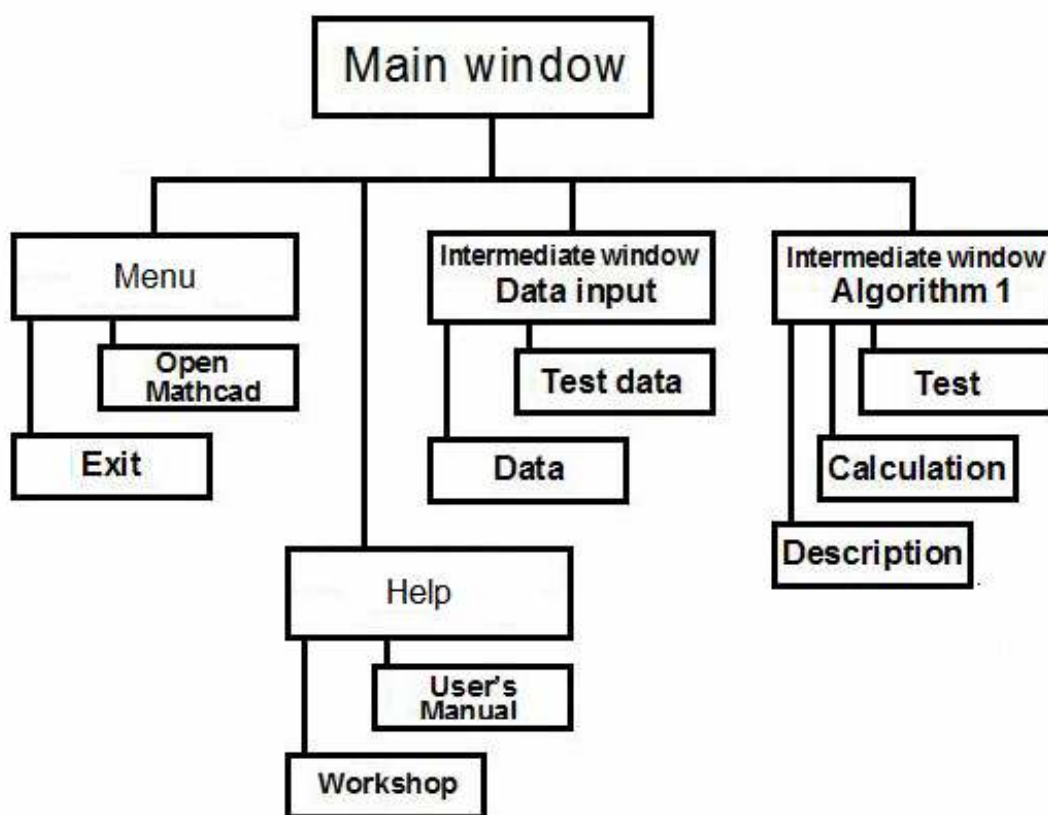 Main window
Menu
Open
Mathcad
Exit
Intermediate window
Data input
Test data
Data
Intermediate window
Algorithm 1
Test
Calculation
Description
Help
User's
Manual
Workshop